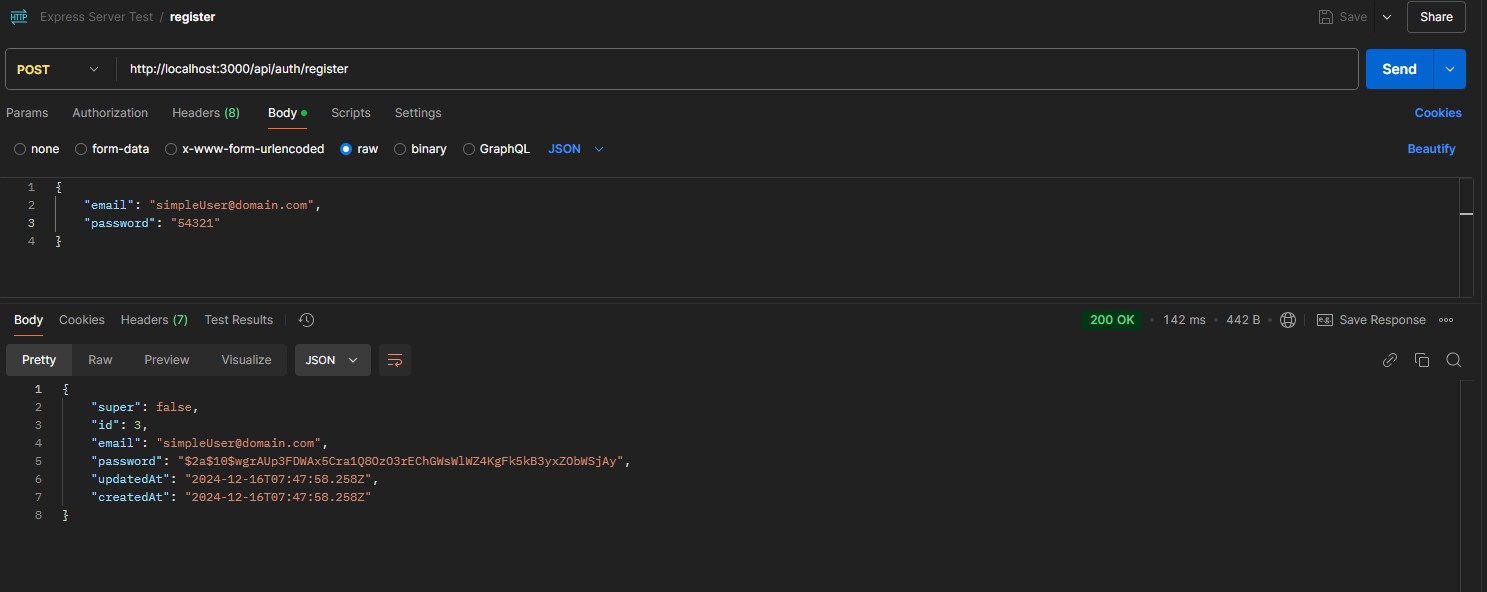 HTTP Express Server Test / register Save Share
POST http://localhost:3000/api/auth/register Send
Params Authorization Headers (8) Body Scripts Settings Cookies
none form-data x-www-form-urlencoded raw binary GraphQL JSON Beautify
1 {
2 "email": "simpleUser@domain.com",
3 "password": "54321"
4 }
Body Cookies Headers (7) Test Results 200 OK • 142 ms • 442 B • e.g. Save Response
Pretty Raw Preview Visualize JSON
1 {
2 "super": false,
3 "id": 3,
4 "email": "simpleUser@domain.com",
5 "password": "$2a$10$wgrAUp3FDWAx5Cra1Q8OzO3rEChGWsWlWZ4KgFk5kB3yxZObWSjAy",
6 "updatedAt": "2024-12-16T07:47:58.258Z",
7 "createdAt": "2024-12-16T07:47:58.258Z"
8 }